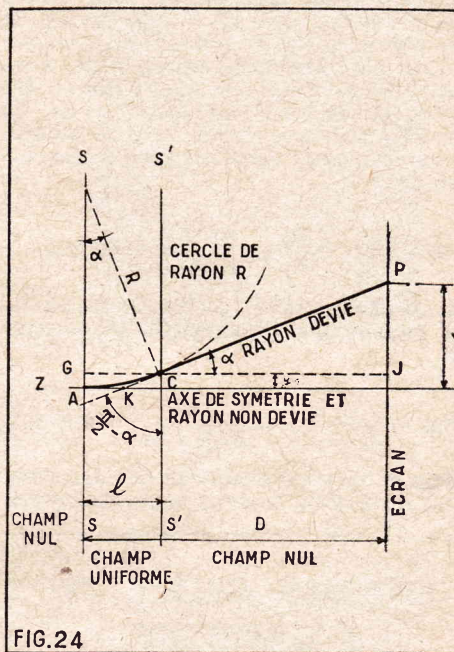 S S'
α
R
CERCLE DE
RAYON R
P
α RAYON DEVIE
G
J
Z
A K C
AXE DE SYMETRIE ET
RAYON NON DEVIE
π/2 - α
ℓ
ECRAN
CHAMP
NUL
S S' D
CHAMP
UNIFORME
CHAMP NUL
FIG.24